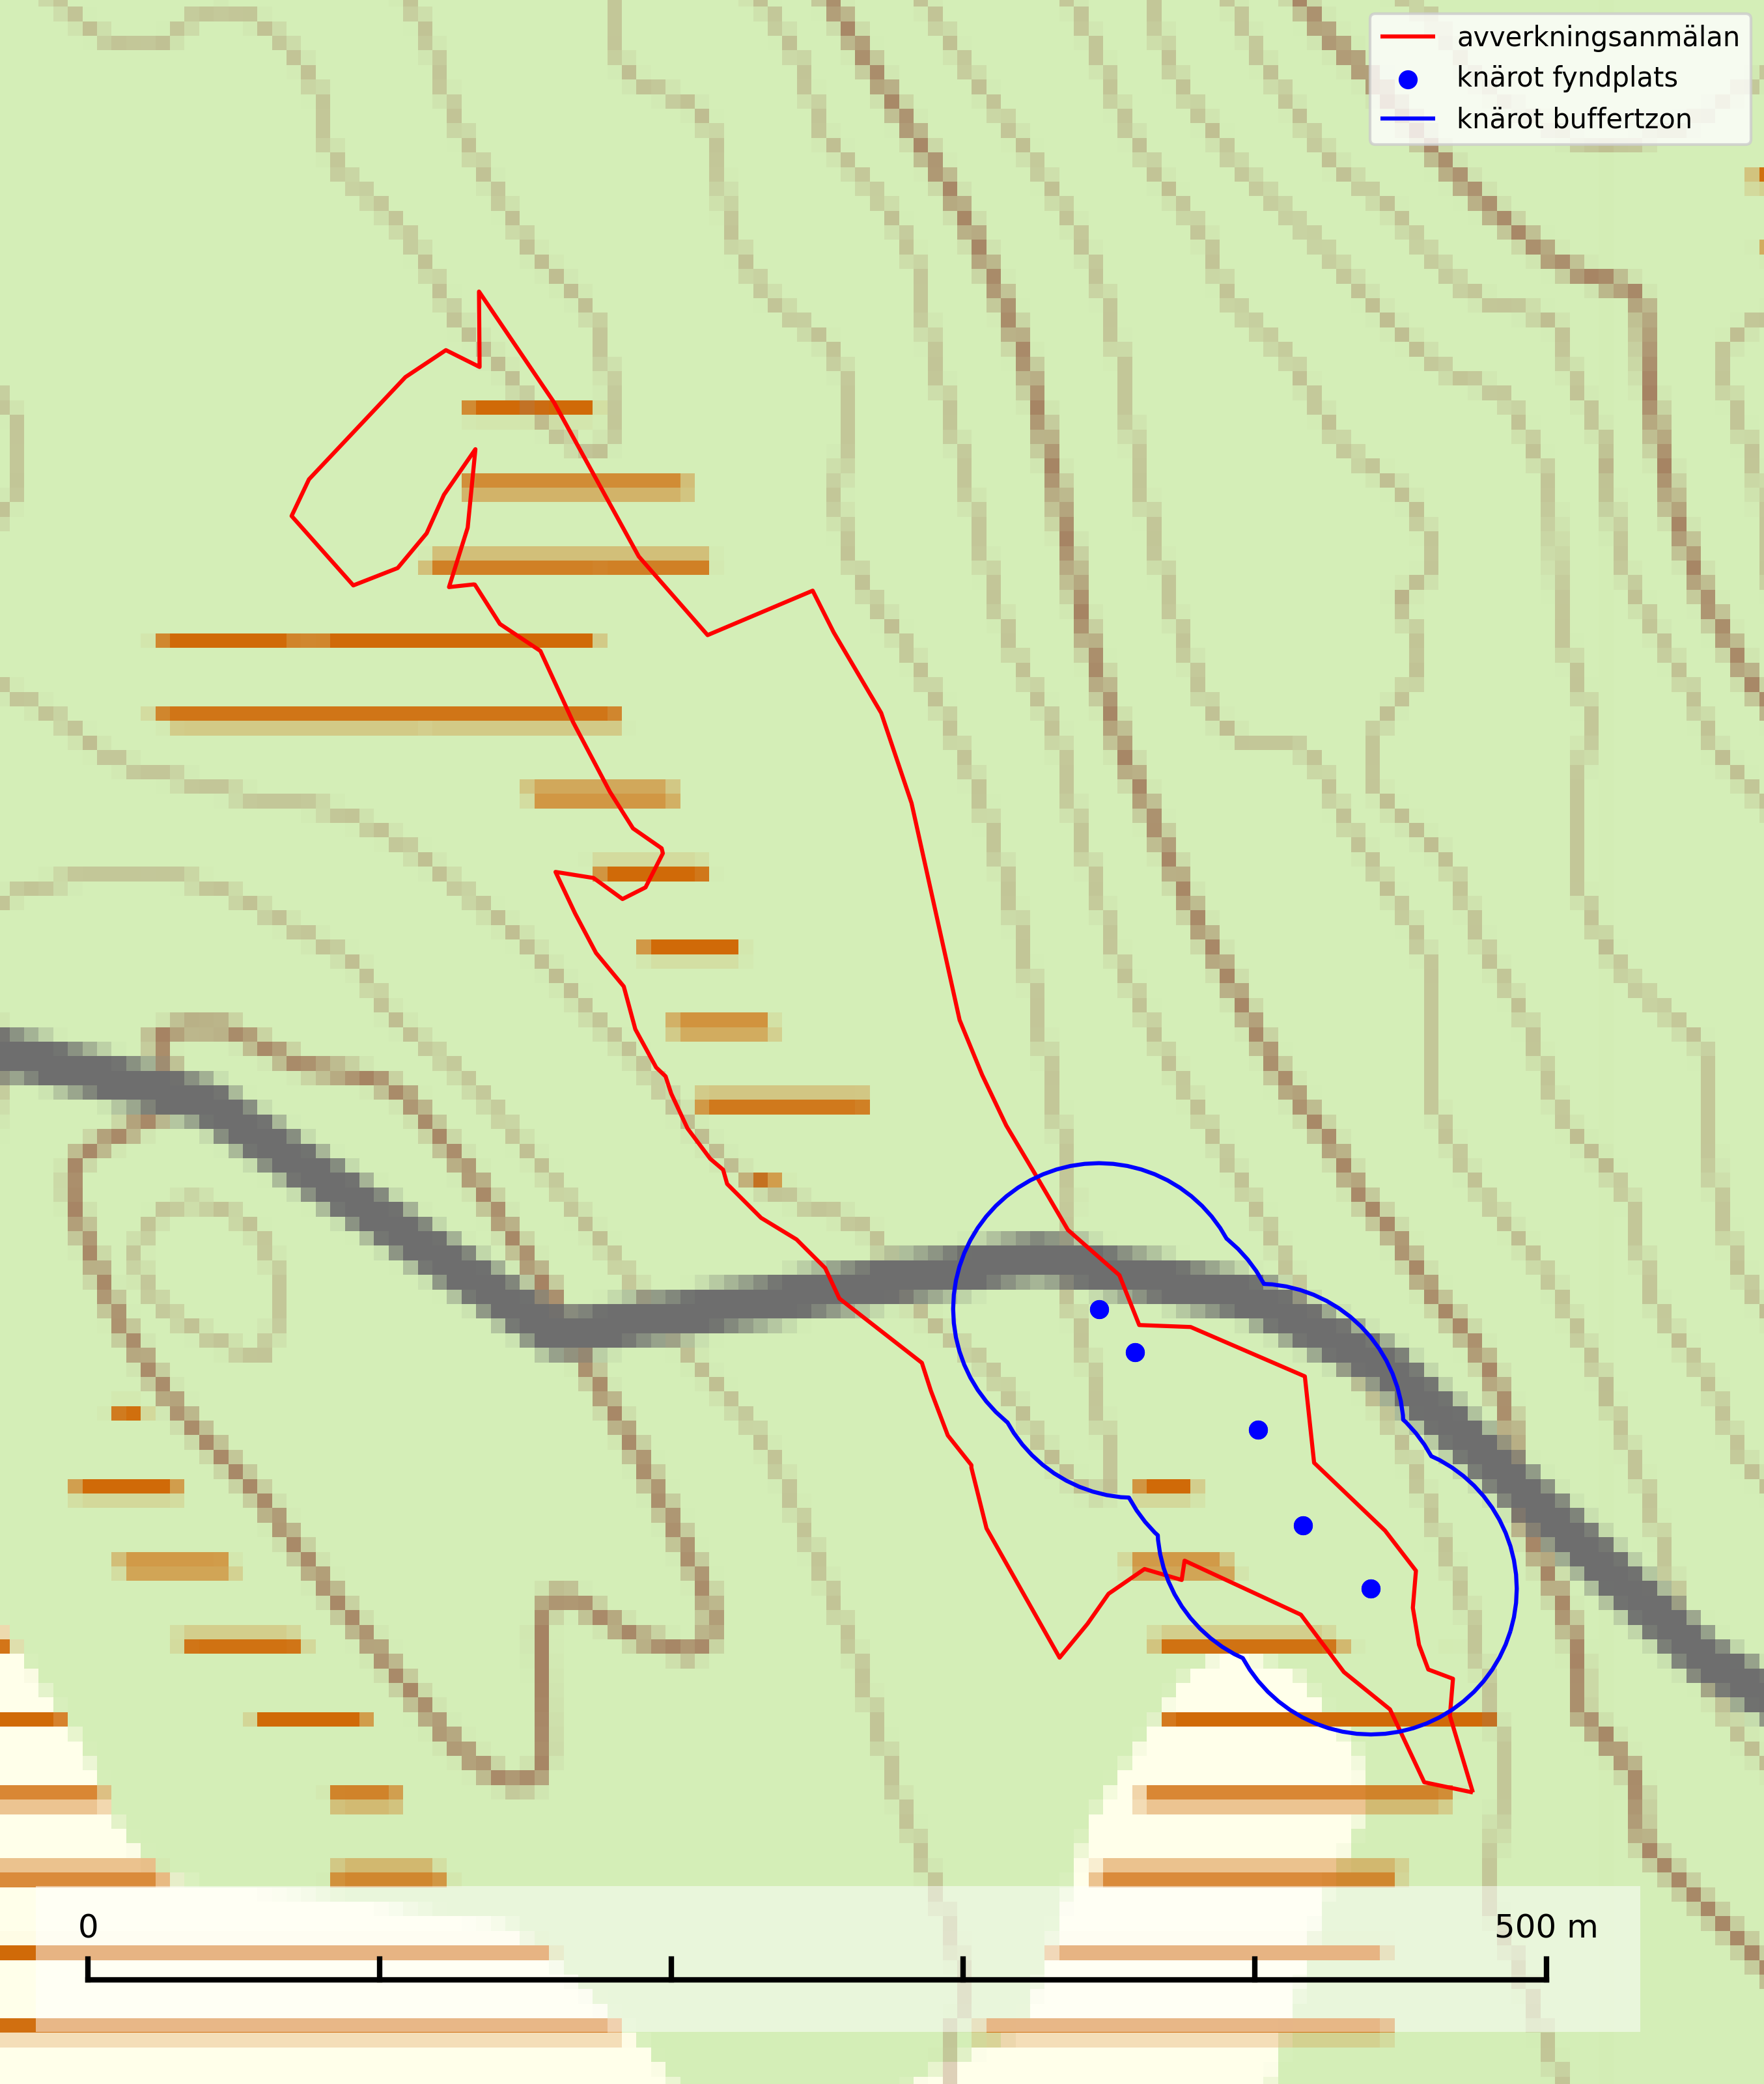 avverkningsanmälan
knärot fyndplats
knärot buffertzon
0 500 m